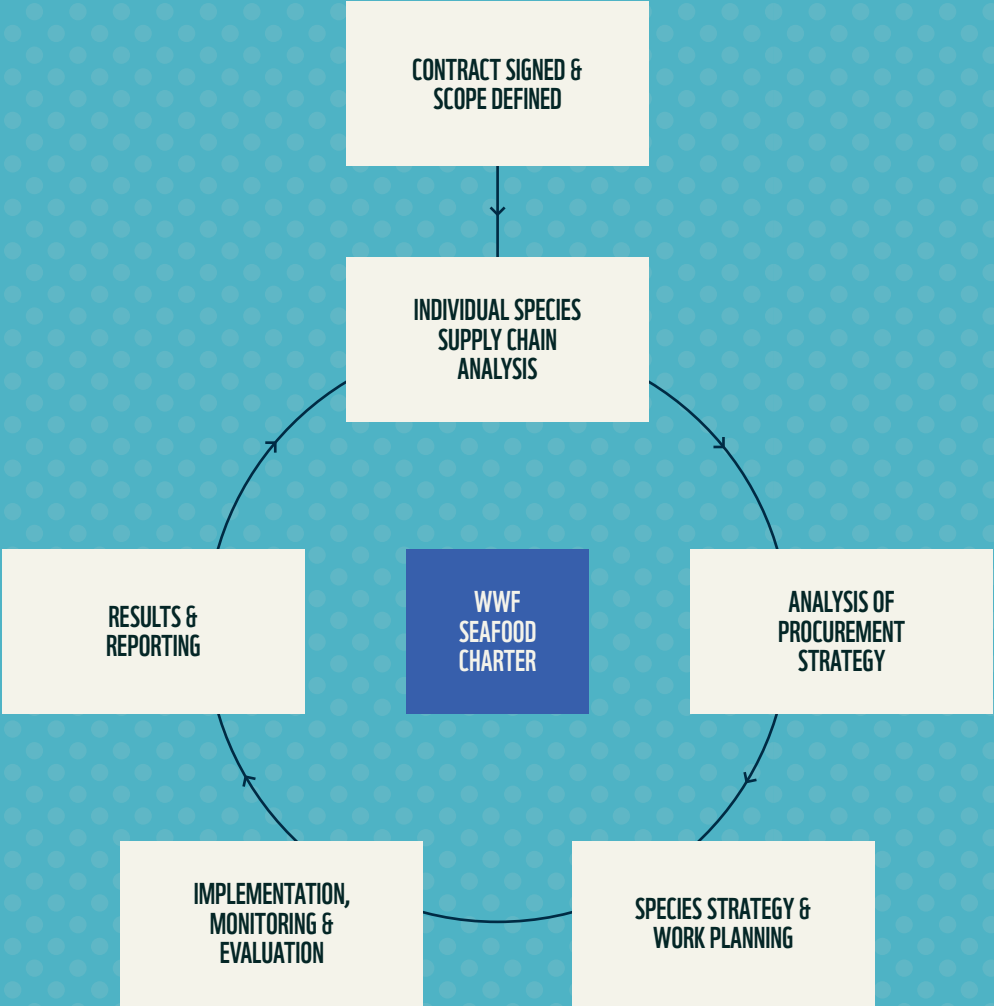 CONTRACT SIGNED &
SCOPE DEFINED
INDIVIDUAL SPECIES
SUPPLY CHAIN
ANALYSIS
RESULTS &
REPORTING
WWF
SEAFOOD
CHARTER
ANALYSIS OF
PROCUREMENT
STRATEGY
IMPLEMENTATION,
MONITORING &
EVALUATION
SPECIES STRATEGY &
WORK PLANNING